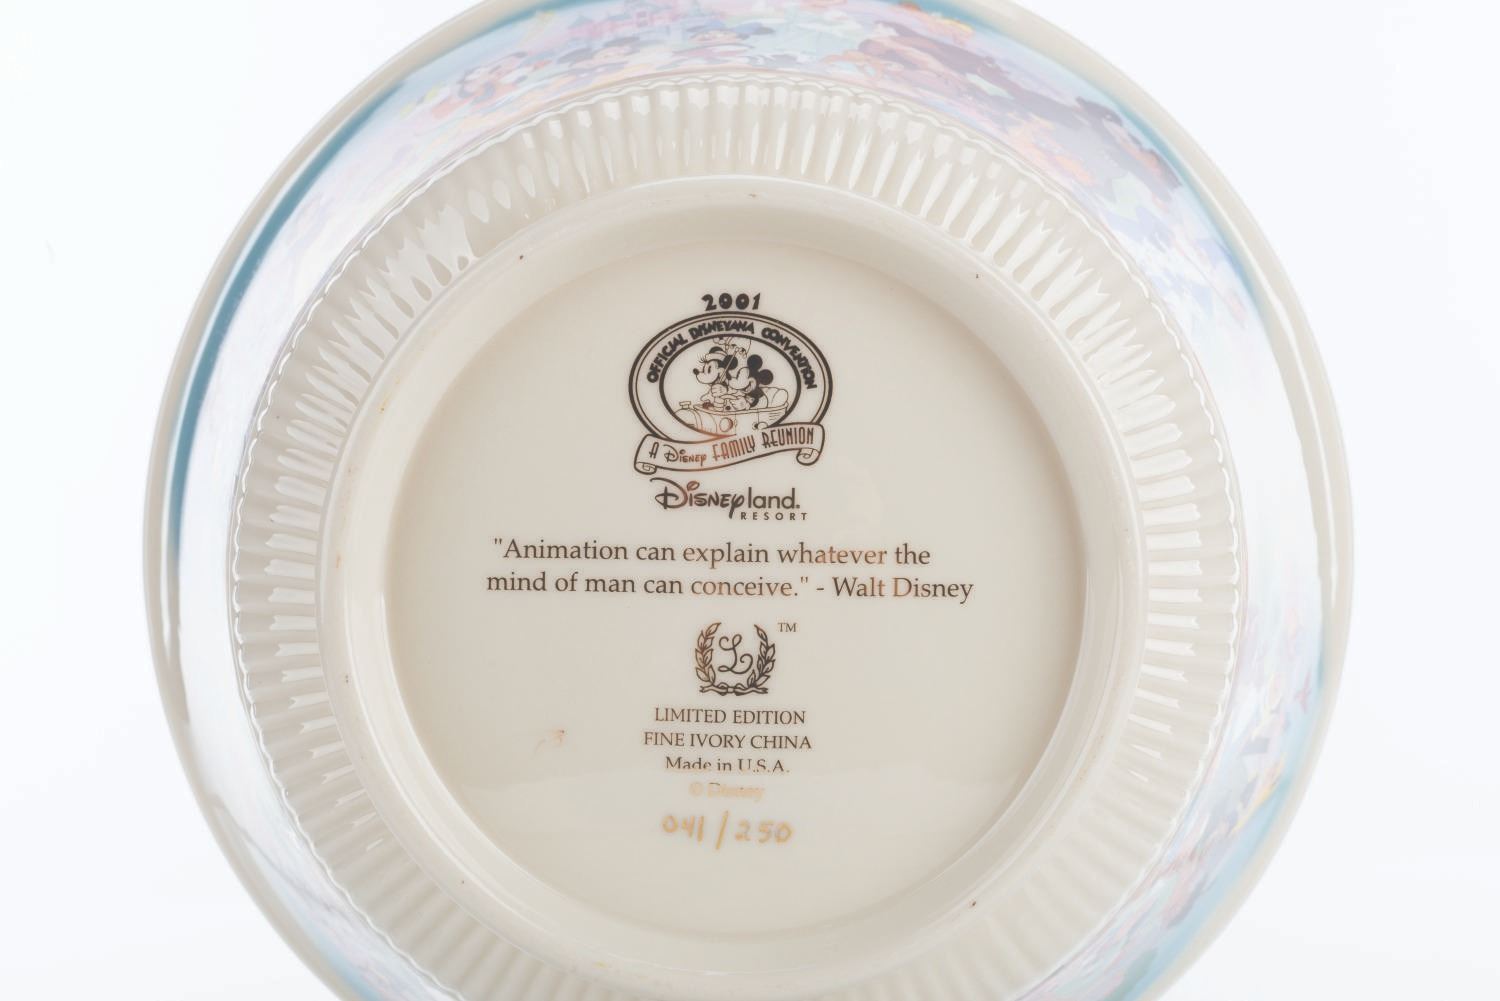 2001
OFFICIAL DISNEYANA CONVENTION
A Disney FAMILY REUNION
Disneyland.
RESORT
"Animation can explain whatever the
mind of man can conceive." - Walt Disney
L TM
LIMITED EDITION
FINE IVORY CHINA
Made in U.S.A.
© Disney
041/250